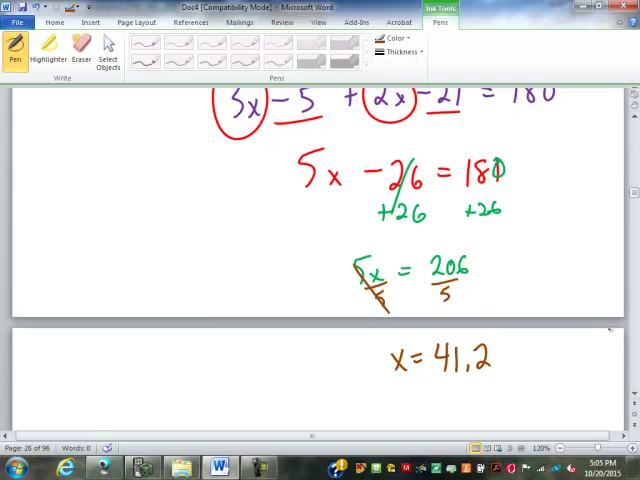 Doc4 [Compatibility Mode] - Microsoft Word
Ink Tools
File Home Insert Page Layout References Mailings Review View Add-Ins Acrobat Pens
Pen Highlighter Eraser Select Objects
Color
Thickness
Write
Pens
3x - 5 + 2x - 21 = 180
5x - 26 = 180
+26 +26
5x = 206
5 5
x = 41.2
Page: 26 of 96 Words: 0 120%
5:05 PM
10/20/2015